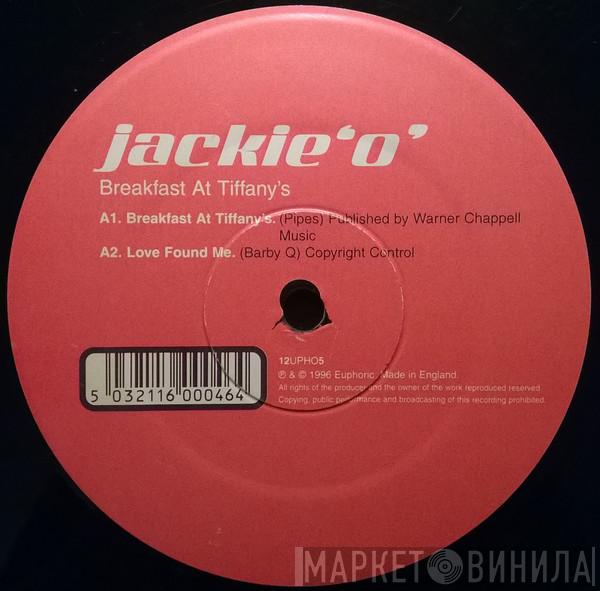 jackie‘o’
Breakfast At Tiffany's
A1. Breakfast At Tiffany's. (Pipes) Published by Warner Chappell
Music
A2. Love Found Me. (Barby Q) Copyright Control
12UPHO5
℗ & © 1996 Euphoric. Made in England.
All rights of the producer and the owner of the work reproduced reserved.
Copying, public performance and broadcasting of this recording prohibited.
5 032116 000464
МАРКЕТ ВИНИЛА